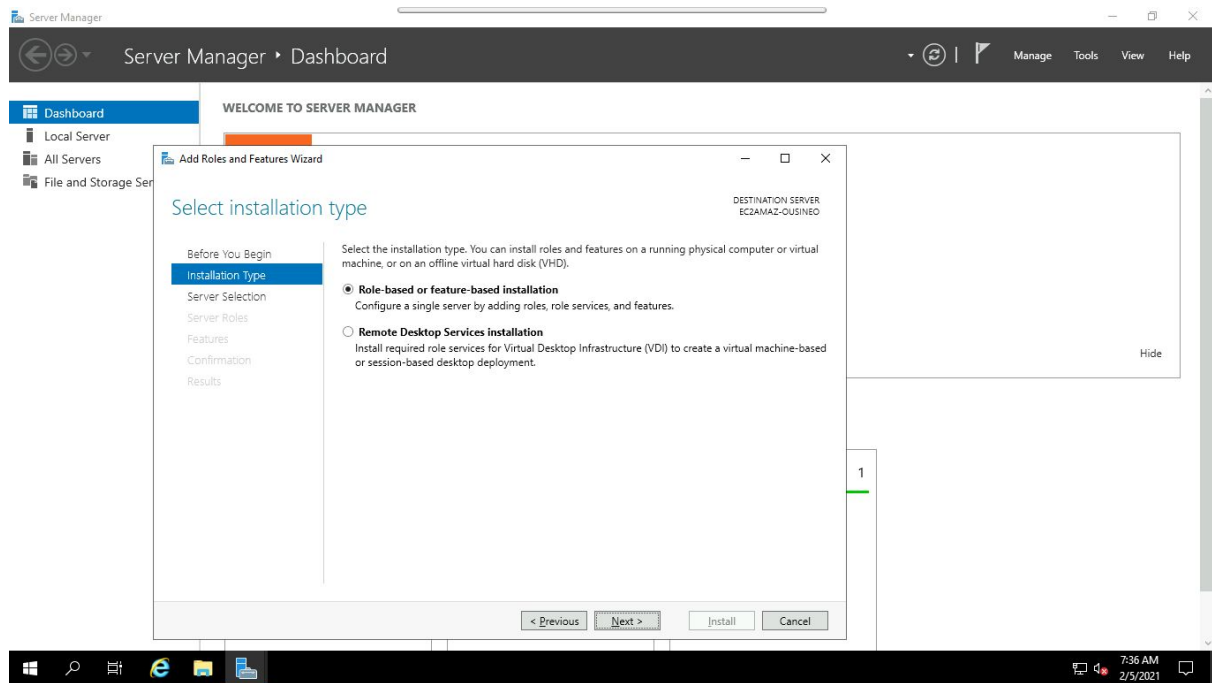 Server Manager
Server Manager • Dashboard
Manage Tools View Help
Dashboard
Local Server
All Servers
File and Storage Ser
WELCOME TO SERVER MANAGER
Add Roles and Features Wizard
Select installation type
DESTINATION SERVER
EC2AMAZ-OUSINEO
Before You Begin
Installation Type
Server Selection
Server Roles
Features
Confirmation
Results
Select the installation type. You can install roles and features on a running physical computer or virtual
machine, or on an offline virtual hard disk (VHD).
Role-based or feature-based installation
Configure a single server by adding roles, role services, and features.
Remote Desktop Services installation
Install required role services for Virtual Desktop Infrastructure (VDI) to create a virtual machine-based
or session-based desktop deployment.
Hide
1
< Previous Next > Install Cancel
7:36 AM
2/5/2021